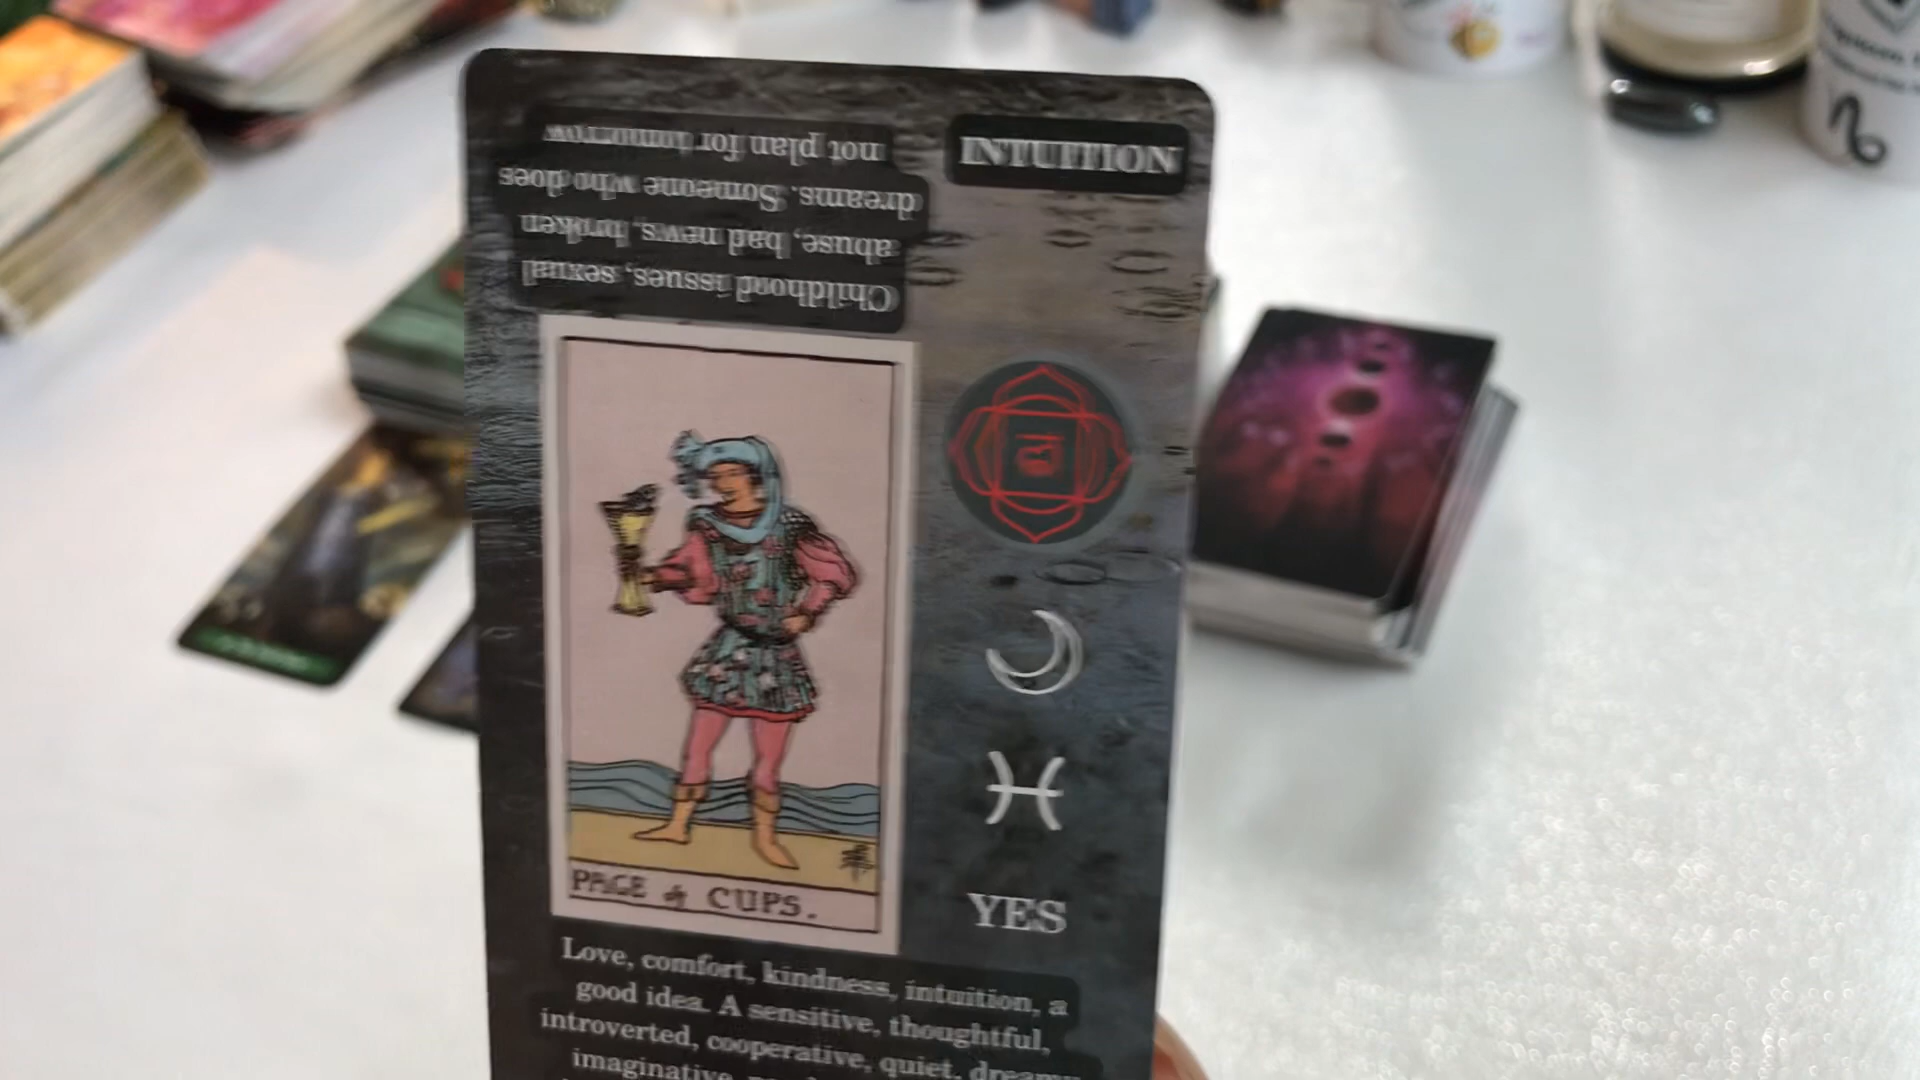 INTUITION
Childhood issues, sexual
abuse, bad news, broken
dreams. Someone who does
not plan for tomorrow
PAGE of CUPS.
YES
Love, comfort, kindness, intuition, a
good idea. A sensitive, thoughtful,
introverted, cooperative, quiet, dreamy
imaginative